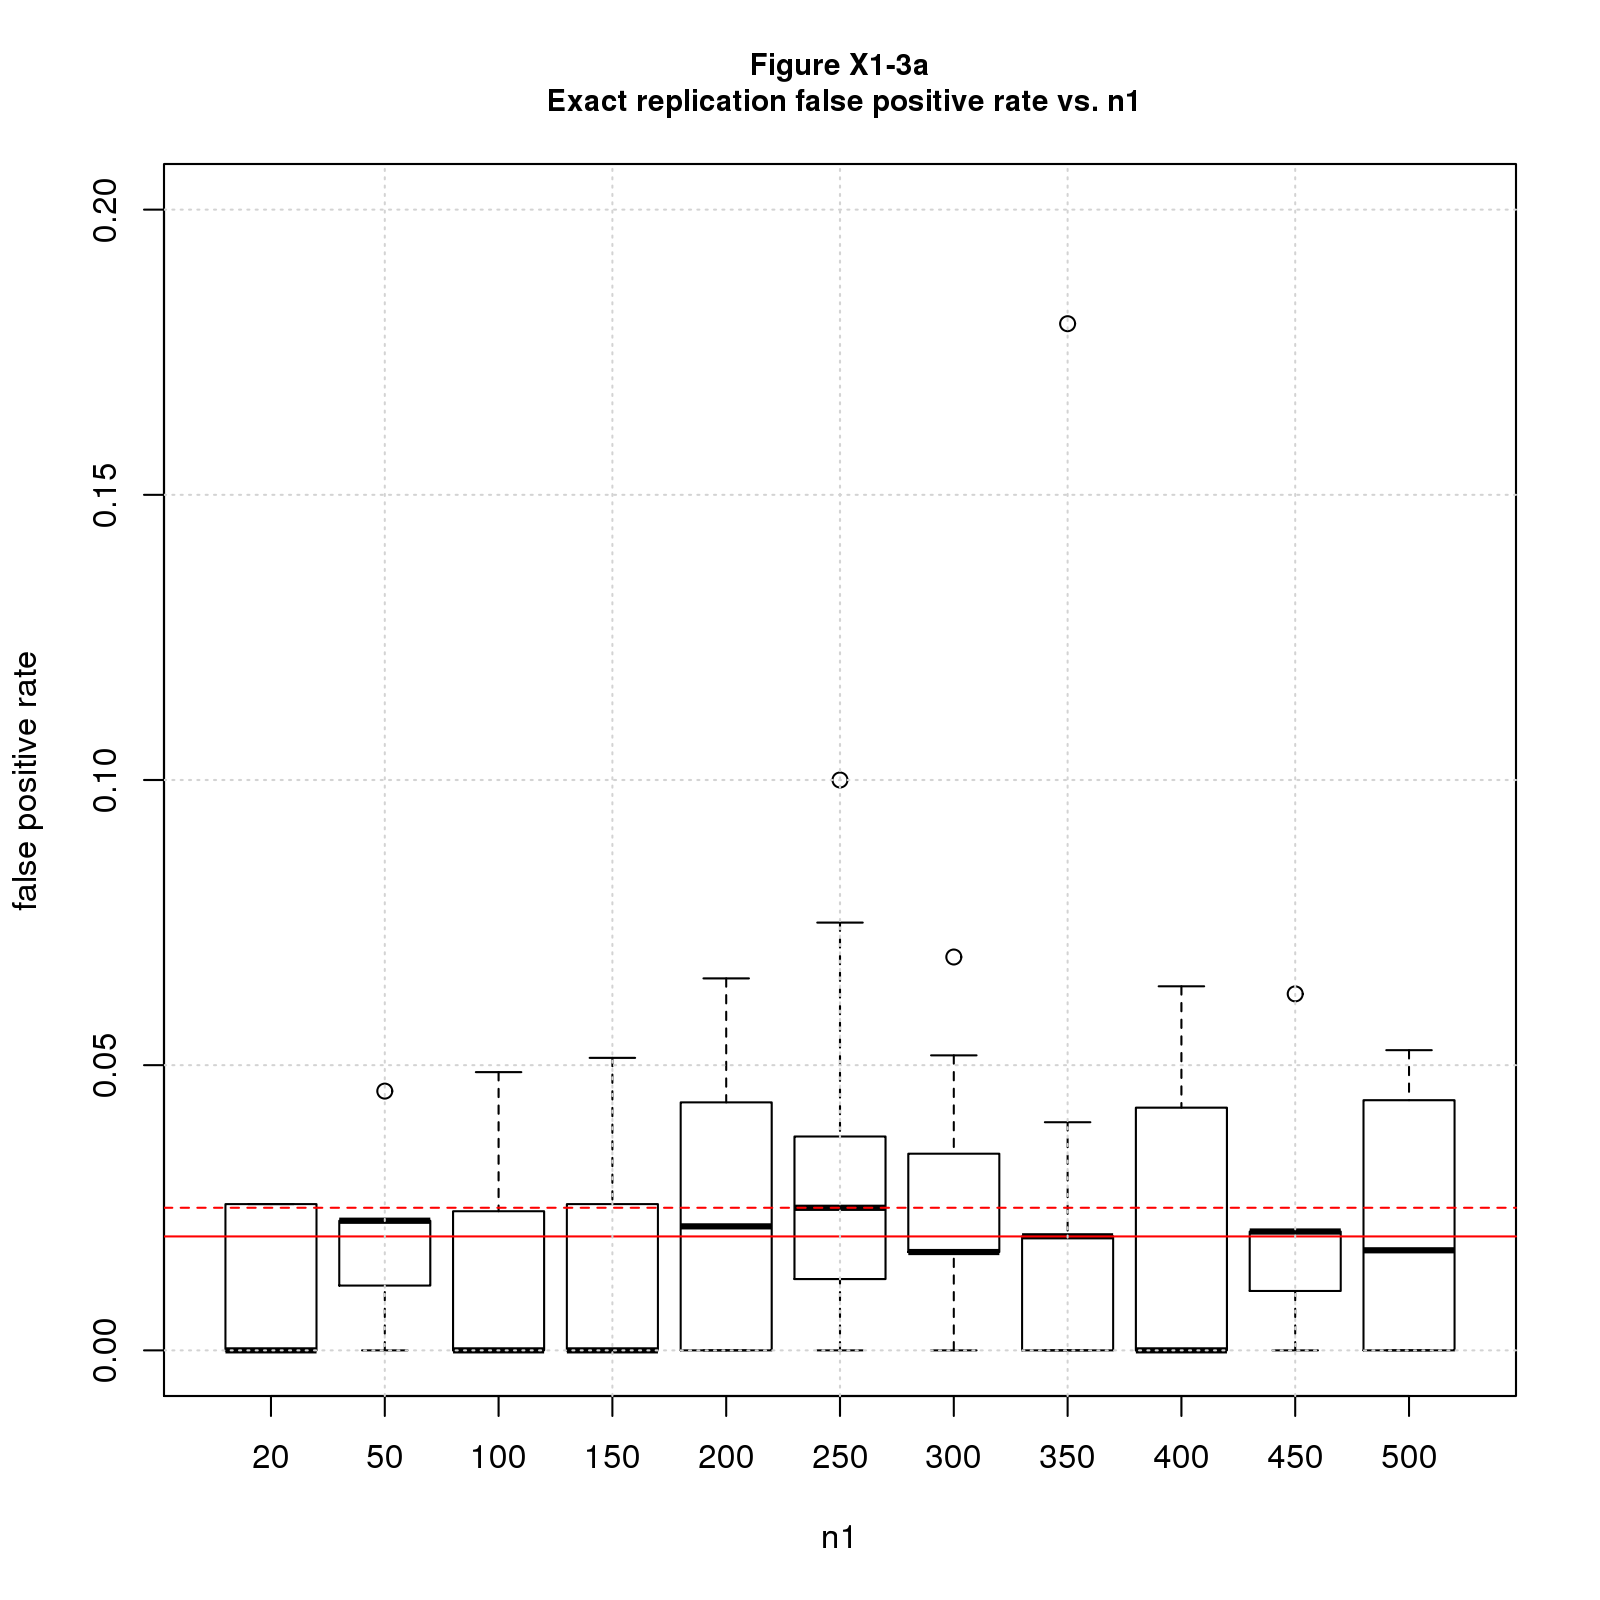 Figure X1-3a
Exact replication false positive rate vs. n1
false positive rate
0.20
0.15
0.10
0.05
0.00
20 50 100 150 200 250 300 350 400 450 500
n1